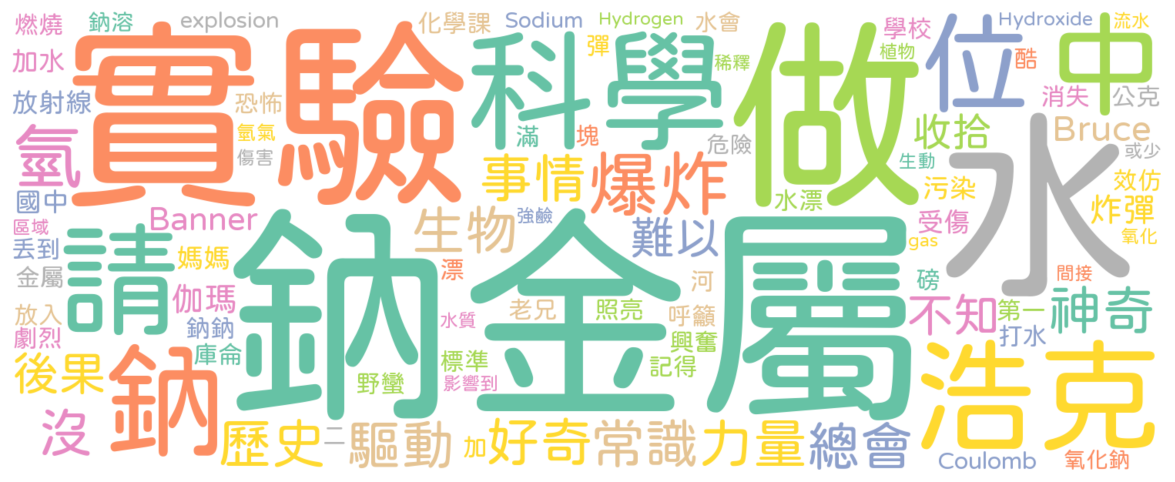 燃燒 鈉溶 explosion 化學課 Sodium Hydrogen 水會 學校 Hydroxide 流水
加水 實驗 科學 彈 稀釋 做 植物 位 酷 中
放射線 恐怖 消失 公克
氫 氫氣 滿 塊 危險 收拾 Bruce
傷害 事情 爆炸 生動 水 或少
國中 Banner 生物 強鹼 水漂 污染 效仿
區域 請 鈉金屬 難以 受傷 炸彈
丟到 媽媽 漂 河 gas 氧化
金屬 伽瑪 老兄 照亮 呼籲 磅 不知 第一 間接 神奇
放入 鈉鈉 水質 興奮 打水
劇烈 庫侖 標準 記得
後果 鈉 野蠻 影響到 浩克
沒 歷史 二 驅動 加 好奇 常識 力量 總會 Coulomb 氧化鈉